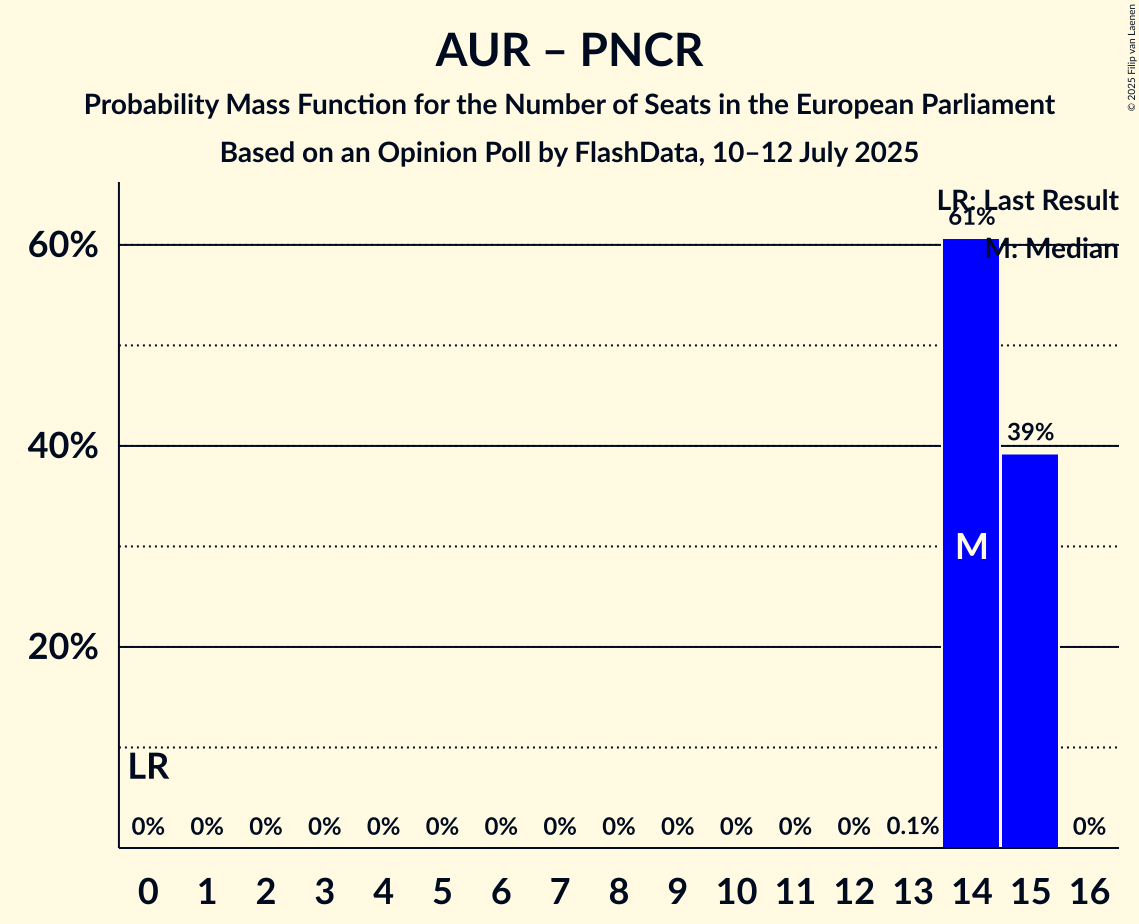 AUR – PNCR
Probability Mass Function for the Number of Seats in the European Parliament
Based on an Opinion Poll by FlashData, 10–12 July 2025
© 2025 Filip van Laenen
LR: Last Result
M: Median
60%
40%
20%
61%
39%
M
LR
0% 0% 0% 0% 0% 0% 0% 0% 0% 0% 0% 0% 0% 0.1% 0%
0 1 2 3 4 5 6 7 8 9 10 11 12 13 14 15 16